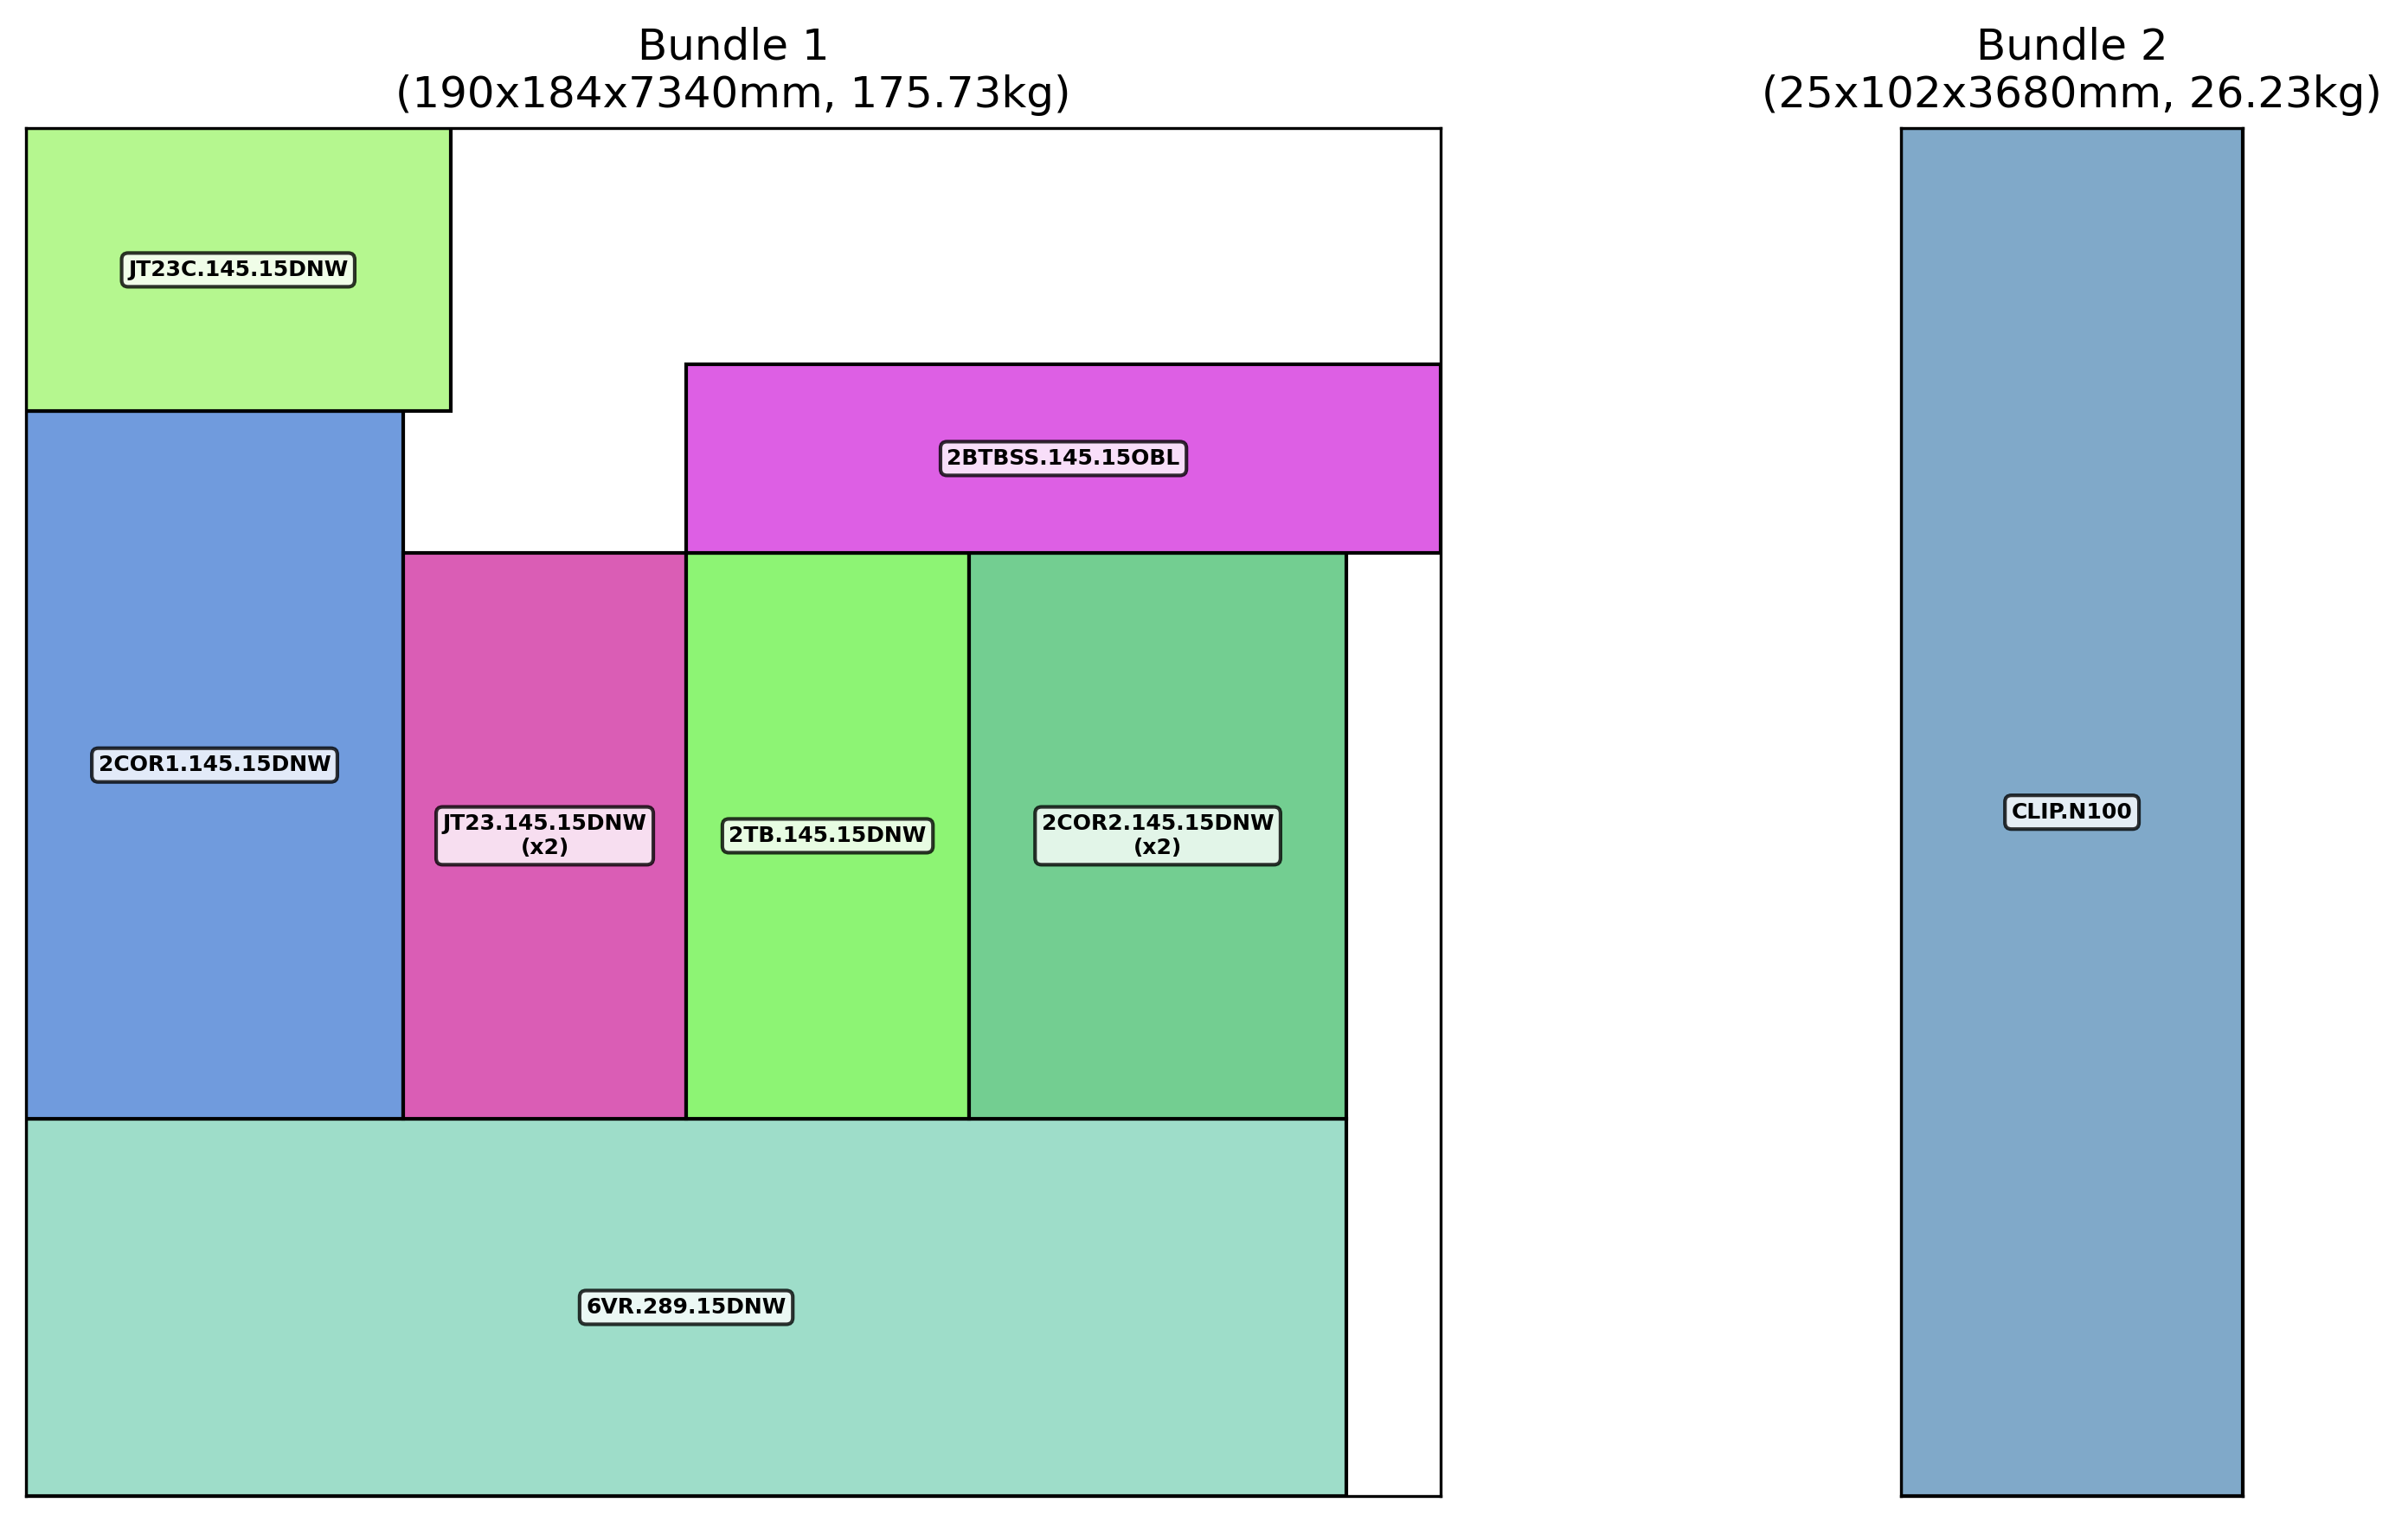 Bundle 1
(190x184x7340mm, 175.73kg)
Bundle 2
(25x102x3680mm, 26.23kg)
JT23C.145.15DNW
2BTBSS.145.15OBL
2COR1.145.15DNW
JT23.145.15DNW
(x2)
2TB.145.15DNW
2COR2.145.15DNW
(x2)
CLIP.N100
6VR.289.15DNW